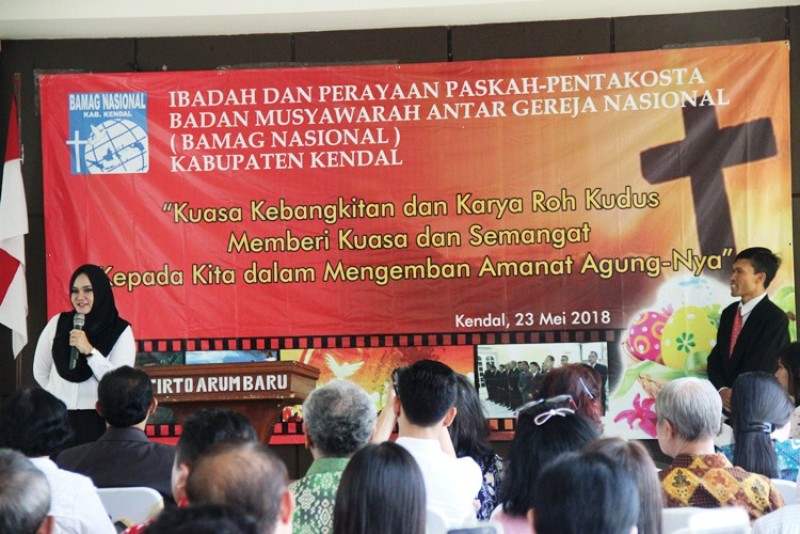 BAMAG NASIONAL
KAB. KENDAL
IBADAH DAN PERAYAAN PASKAH-PENTAKOSTA
BADAN MUSYAWARAH ANTAR GEREJA NASIONAL
( BAMAG NASIONAL )
KABUPATEN KENDAL
“Kuasa Kebangkitan dan Karya Roh Kudus
Memberi Kuasa dan Semangat
Kepada Kita dalam Mengemban Amanat Agung-Nya”
Kendal, 23 Mei 2018
TIRTO ARUM BARU